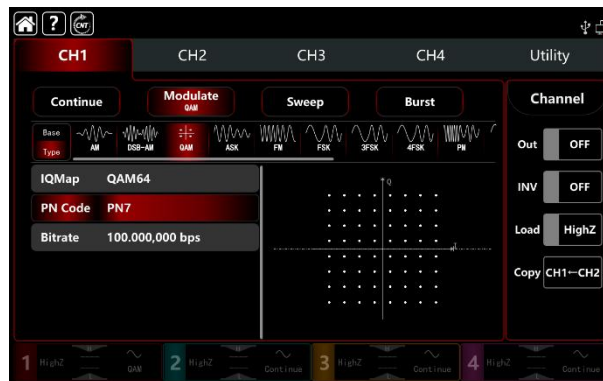 ? CNT
CH1 CH2 CH3 CH4 Utility
Continue Modulate QAM Sweep Burst Channel
Base Type AM DSB-AM QAM ASK FM FSK 3FSK 4FSK PM
Out OFF
IQMap QAM64
INV OFF
PN Code PN7
Bitrate 100.000,000 bps
Load HighZ
Copy CH1←CH2
Q
I
1 HighZ QAM 2 HighZ Continue 3 HighZ Continue 4 HighZ Continue